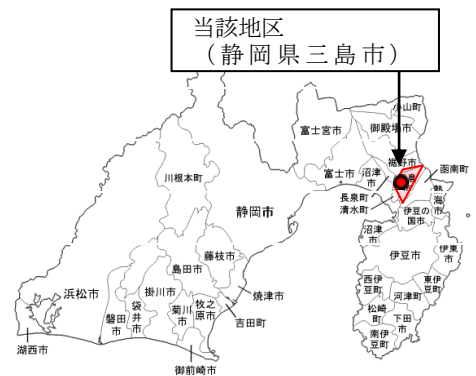 当該地区
（静岡県三島市）
小山町
御殿場市
富士宮市
裾野市
富士市
沼津市
函南町
長泉町
清水町
熱海市
川根本町
静岡市
伊豆の国市
沼津市
伊豆市
伊東市
藤枝市
島田市
焼津市
浜松市
掛川市
袋井市
磐田市
菊川市
牧之原市
吉田町
湖西市
御前崎市
西伊豆町
東伊豆町
河津町
松崎町
下田市
南伊豆町
。